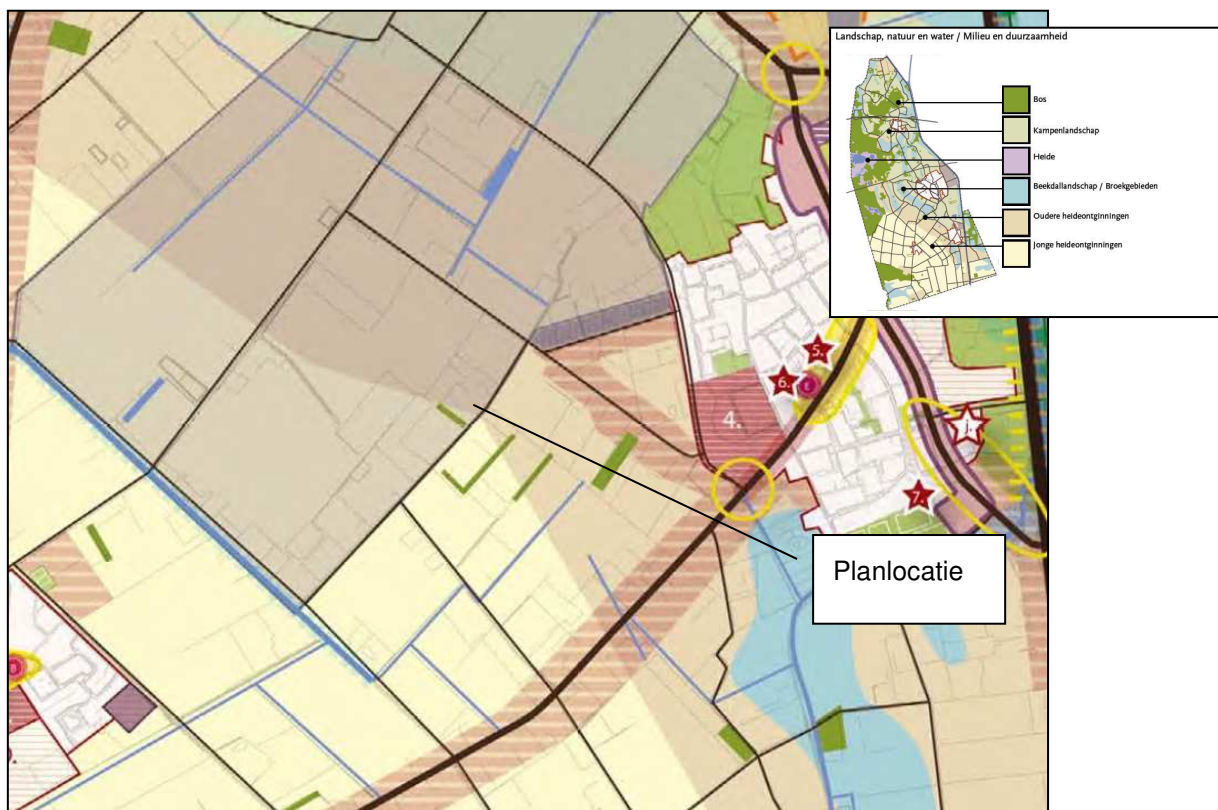 Landschap, natuur en water / Milieu en duurzaamheid
Bos
Kampenlandschap
Heide
Beekdallandschap / Broekgebieden
Oudere heideontginningen
Jonge heideontginningen
5.
6.
E
4.
j.
7.
Planlocatie